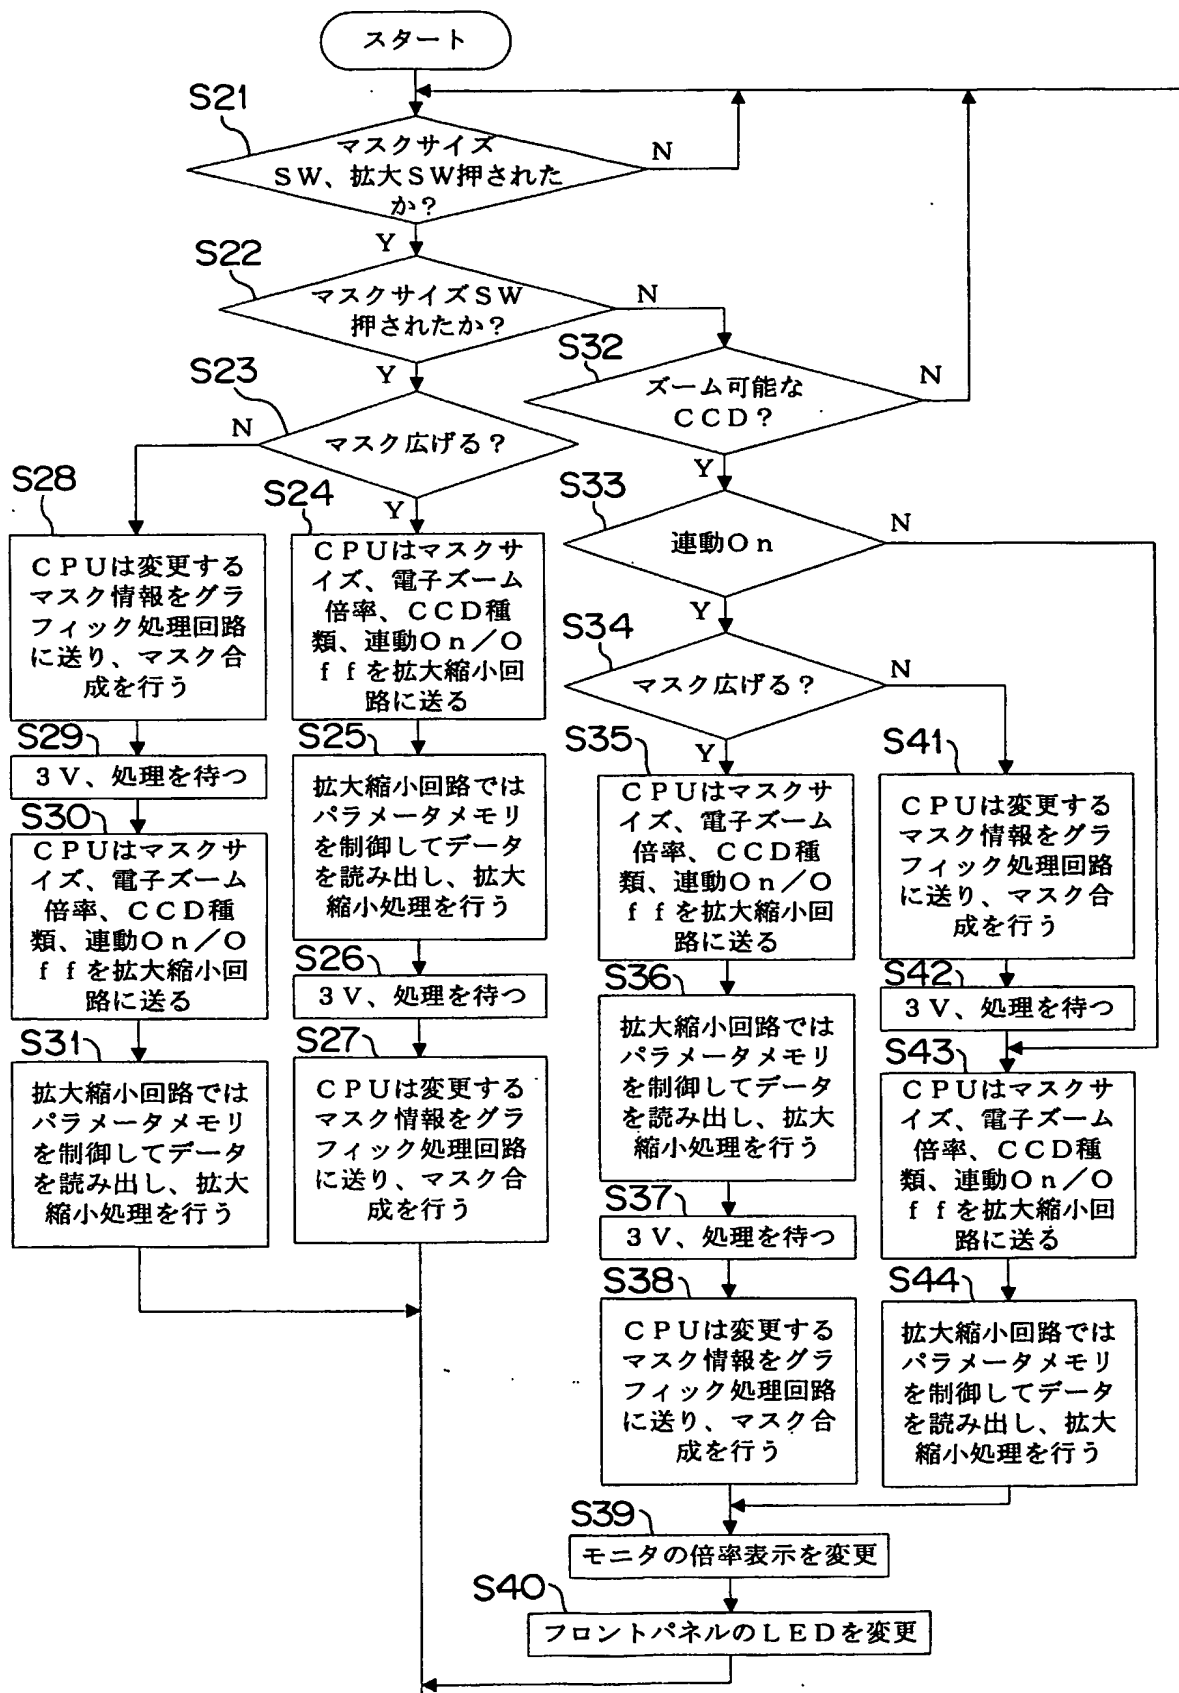 スタート
S21
マスクサイズ
SW、拡大SW押された
か?
N
Y
S22
マスクサイズSW
押されたか?
N
Y
S32
ズーム可能な
CCD?
N
Y
S23
マスク広げる?
N
Y
S33
連動On
N
Y
S34
マスク広げる?
N
Y
S28
CPUは変更する
マスク情報をグラ
フィック処理回路
に送り、マスク合
成を行う
S29
3V、処理を待つ
S30
CPUはマスクサ
イズ、電子ズーム
倍率、CCD種
類、連動On/O
ffを拡大縮小回
路に送る
S31
拡大縮小回路では
パラメータメモリ
を制御してデータ
を読み出し、拡大
縮小処理を行う
S24
CPUはマスクサ
イズ、電子ズーム
倍率、CCD種
類、連動On/O
ffを拡大縮小回
路に送る
S25
拡大縮小回路では
パラメータメモリ
を制御してデータ
を読み出し、拡大
縮小処理を行う
S26
3V、処理を待つ
S27
CPUは変更する
マスク情報をグラ
フィック処理回路
に送り、マスク合
成を行う
S35
CPUはマスクサ
イズ、電子ズーム
倍率、CCD種
類、連動On/O
ffを拡大縮小回
路に送る
S36
拡大縮小回路では
パラメータメモリ
を制御してデータ
を読み出し、拡大
縮小処理を行う
S37
3V、処理を待つ
S38
CPUは変更する
マスク情報をグラ
フィック処理回路
に送り、マスク合
成を行う
S41
CPUは変更する
マスク情報をグラ
フィック処理回路
に送り、マスク合
成を行う
S42
3V、処理を待つ
S43
CPUはマスクサ
イズ、電子ズーム
倍率、CCD種
類、連動On/O
ffを拡大縮小回
路に送る
S44
拡大縮小回路では
パラメータメモリ
を制御してデータ
を読み出し、拡大
縮小処理を行う
S39
モニタの倍率表示を変更
S40
フロントパネルのLEDを変更